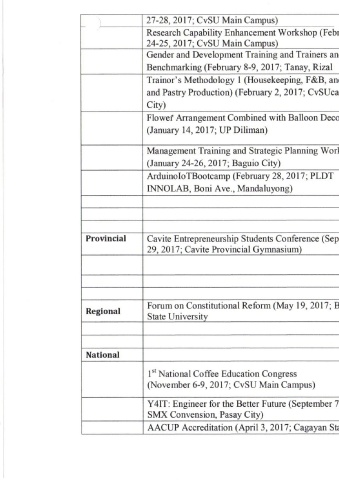 27-28, 2017; CvSU Main Campus)
Research Capability Enhancement Workshop (Febr
24-25, 2017; CvSU Main Campus)
Gender and Development Training and Trainers an
Benchmarking (February 8-9, 2017; Tanay, Rizal
Trainor's Methodology 1 (Housekeeping, F&B, an
and Pastry Production) (February 2, 2017; CvSUca
City)
Flower Arrangement Combined with Balloon Deco
(January 14, 2017; UP Diliman)
Management Training and Strategic Planning Worl
(January 24-26, 2017; Baguio City)
ArduinoIoTBootcamp (February 28, 2017; PLDT
INNOLAB, Boni Ave., Mandaluyong)
Provincial Cavite Entrepreneurship Students Conference (Sep
29, 2017; Cavite Provincial Gymnasium)
Regional Forum on Constitutional Reform (May 19, 2017; B
State University
National
1st National Coffee Education Congress
(November 6-9, 2017; CvSU Main Campus)
Y4IT: Engineer for the Better Future (September 7
SMX Convension, Pasay City)
AACUP Accreditation (April 3, 2017; Cagayan Sta